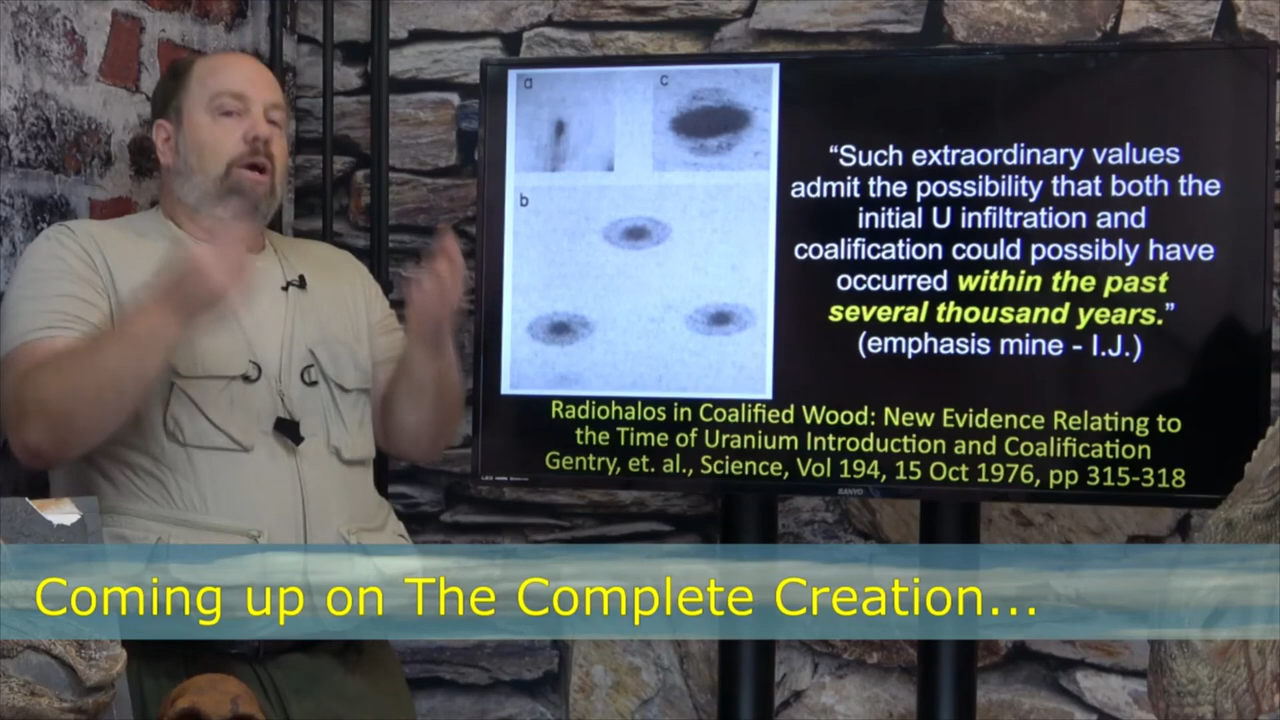 a
c
b
“Such extraordinary values
admit the possibility that both the
initial U infiltration and
coalification could possibly have
occurred within the past
several thousand years.”
(emphasis mine - I.J.)
Radiohalos in Coalified Wood: New Evidence Relating to
the Time of Uranium Introduction and Coalification
Gentry, et. al., Science, Vol 194, 15 Oct 1976, pp 315-318
SANYO
Coming up on The Complete Creation...